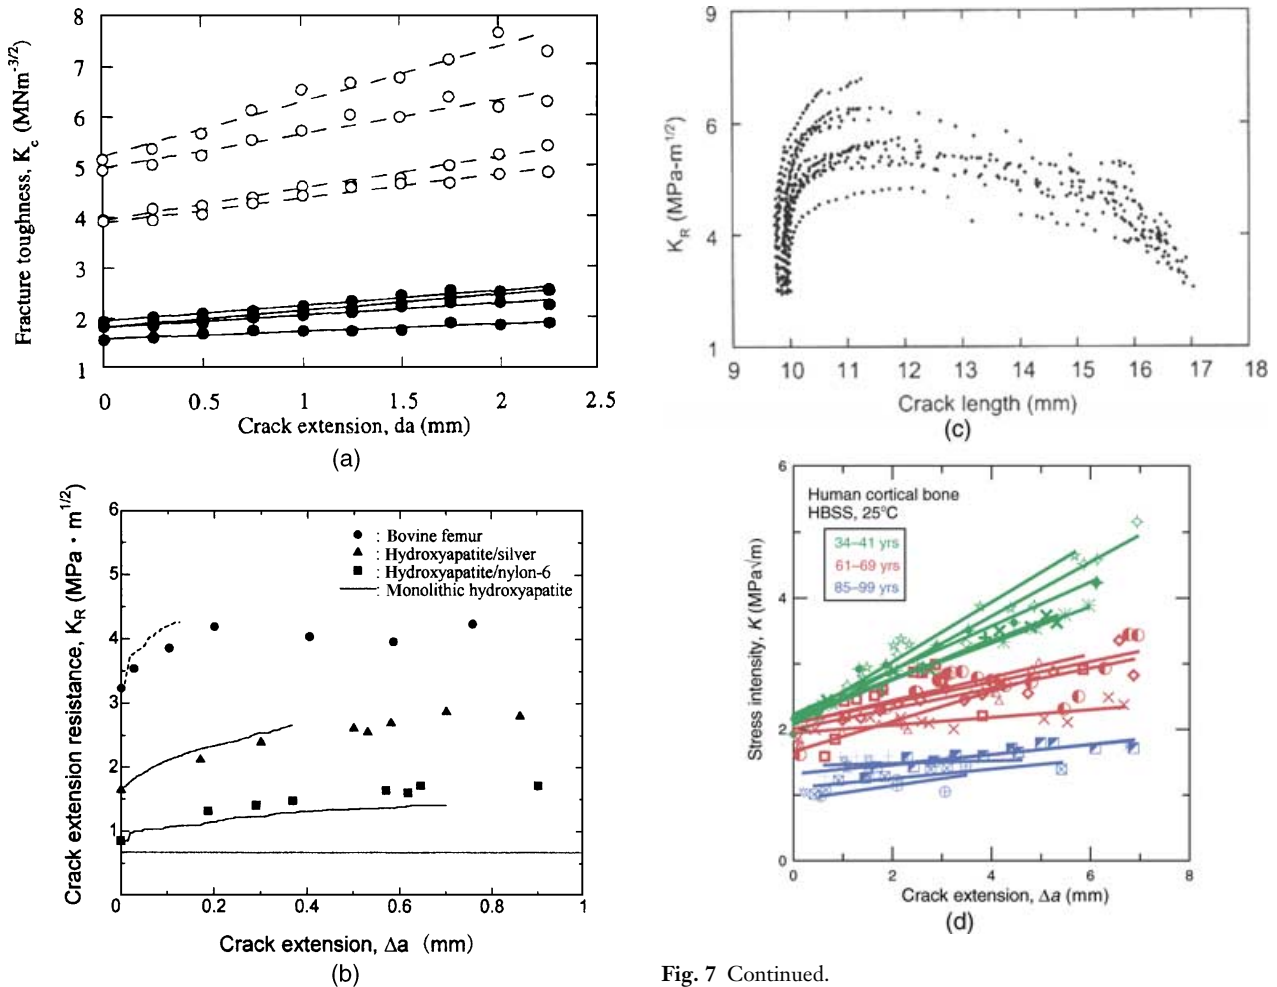 8
7
6
5
4
3
2
1
Fracture toughness, Kc (MNm-3/2)
0 0.5 1 1.5 2 2.5
Crack extension, da (mm)
(a)
6
5
4
3
2
1
0
Crack extension resistance, KR (MPa · m1/2)
● : Bovine femur
▲ : Hydroxyapatite/silver
■ : Hydroxyapatite/nylon-6
— : Monolithic hydroxyapatite
0 0.2 0.4 0.6 0.8 1
Crack extension, Δa (mm)
(b)
9
6
4
1
KR (MPa-m1/2)
9 10 11 12 13 14 15 16 17 18
Crack length (mm)
(c)
6
4
2
0
Stress intensity, K (MPa√m)
Human cortical bone
HBSS, 25°C
34–41 yrs
61–69 yrs
85–99 yrs
0 2 4 6 8
Crack extension, Δa (mm)
(d)
Fig. 7 Continued.